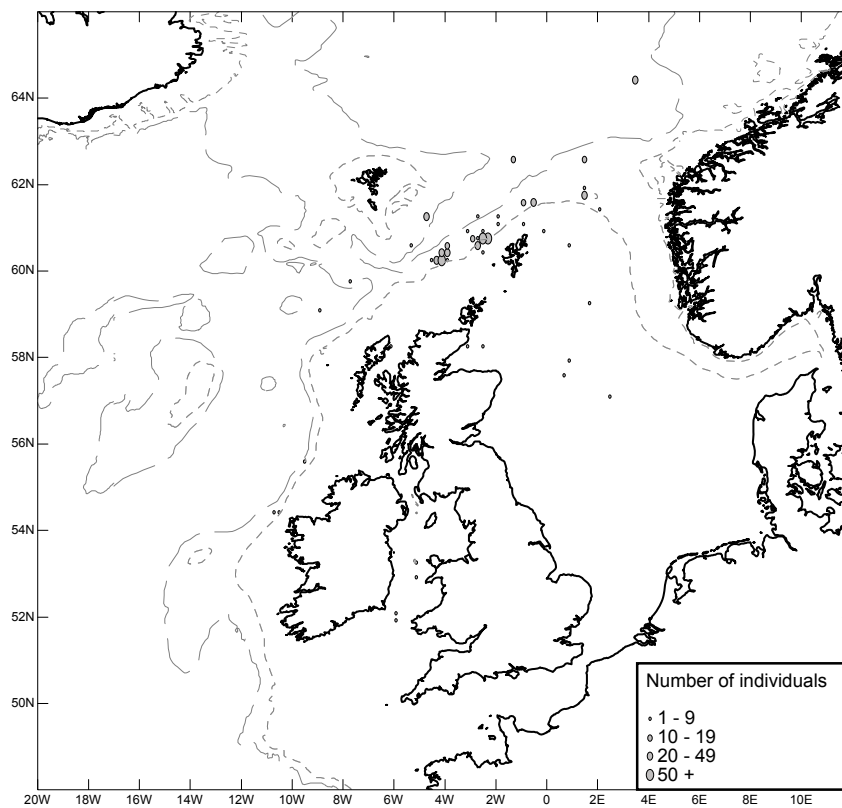 64N
62N
60N
58N
56N
54N
52N
50N
Number of individuals
1 - 9
10 - 19
20 - 49
50 +
20W 18W 16W 14W 12W 10W 8W 6W 4W 2W 0 2E 4E 6E 8E 10E